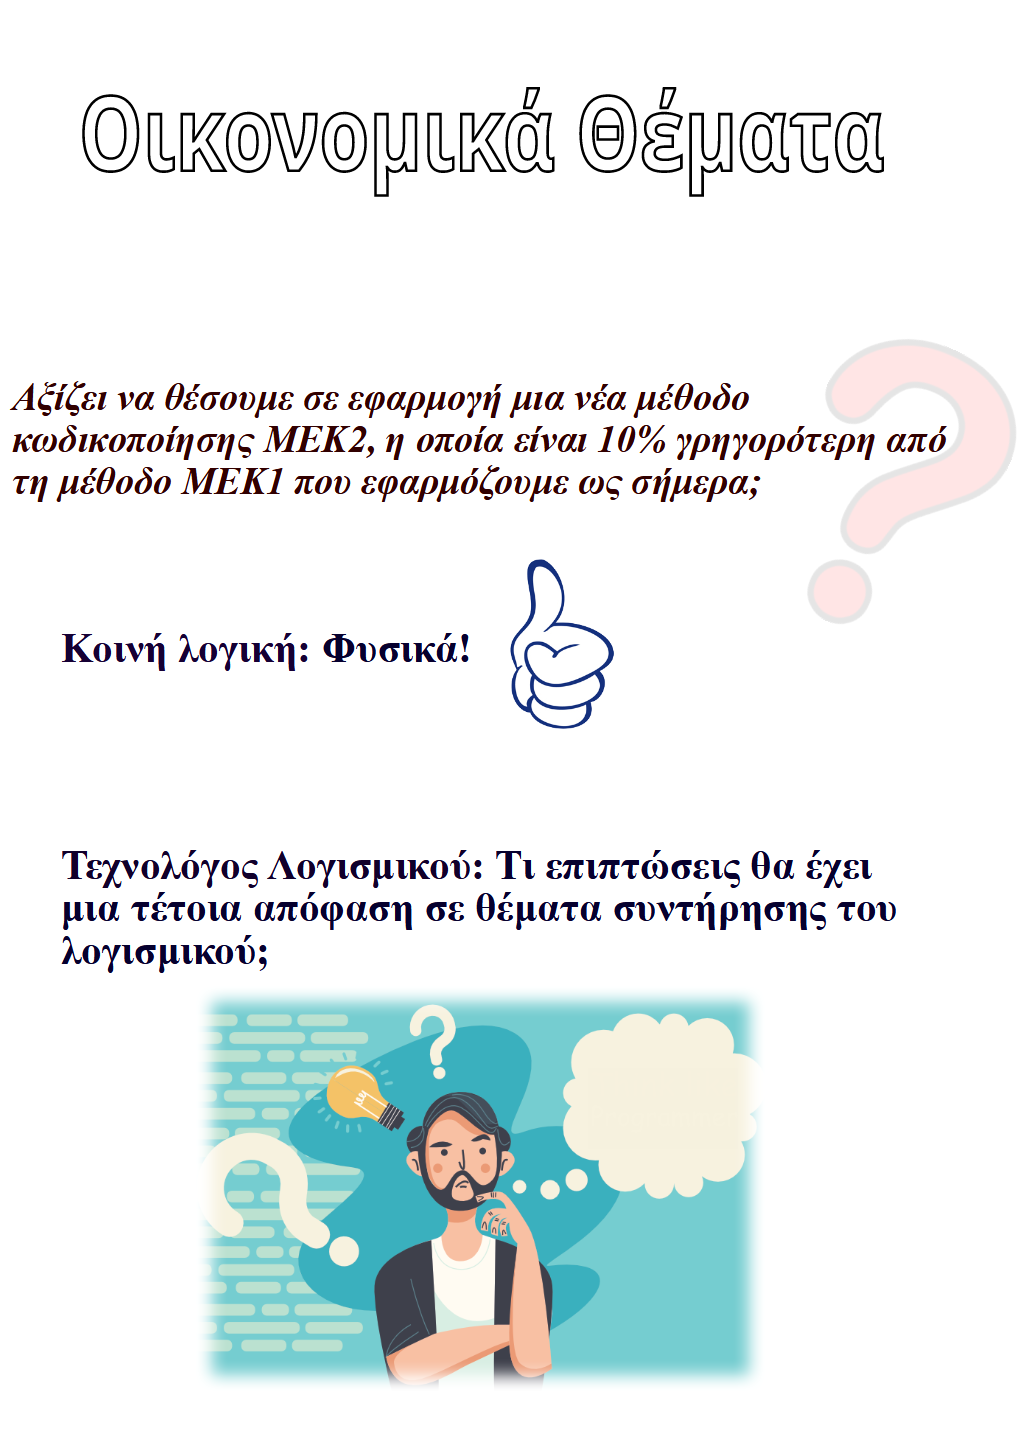 Οικονομικά Θέματα
Αξίζει να θέσουμε σε εφαρμογή μια νέα μέθοδο
κωδικοποίησης ΜΕΚ2, η οποία είναι 10% γρηγορότερη από
τη μέθοδο ΜΕΚ1 που εφαρμόζουμε ως σήμερα;
Κοινή λογική: Φυσικά!
Τεχνολόγος Λογισμικού: Τι επιπτώσεις θα έχει
μια τέτοια απόφαση σε θέματα συντήρησης του
λογισμικού;